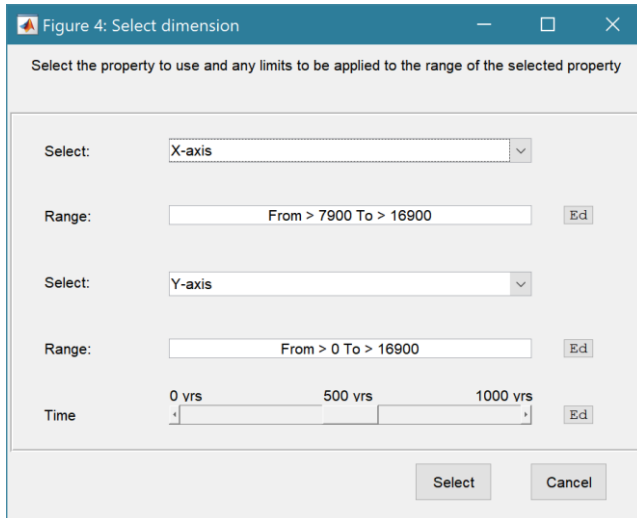 Figure 4: Select dimension
Select the property to use and any limits to be applied to the range of the selected property
Select: X-axis
Range: From > 7900 To > 16900 Ed
Select: Y-axis
Range: From > 0 To > 16900 Ed
0 yrs 500 yrs 1000 yrs
Time Ed
Select Cancel